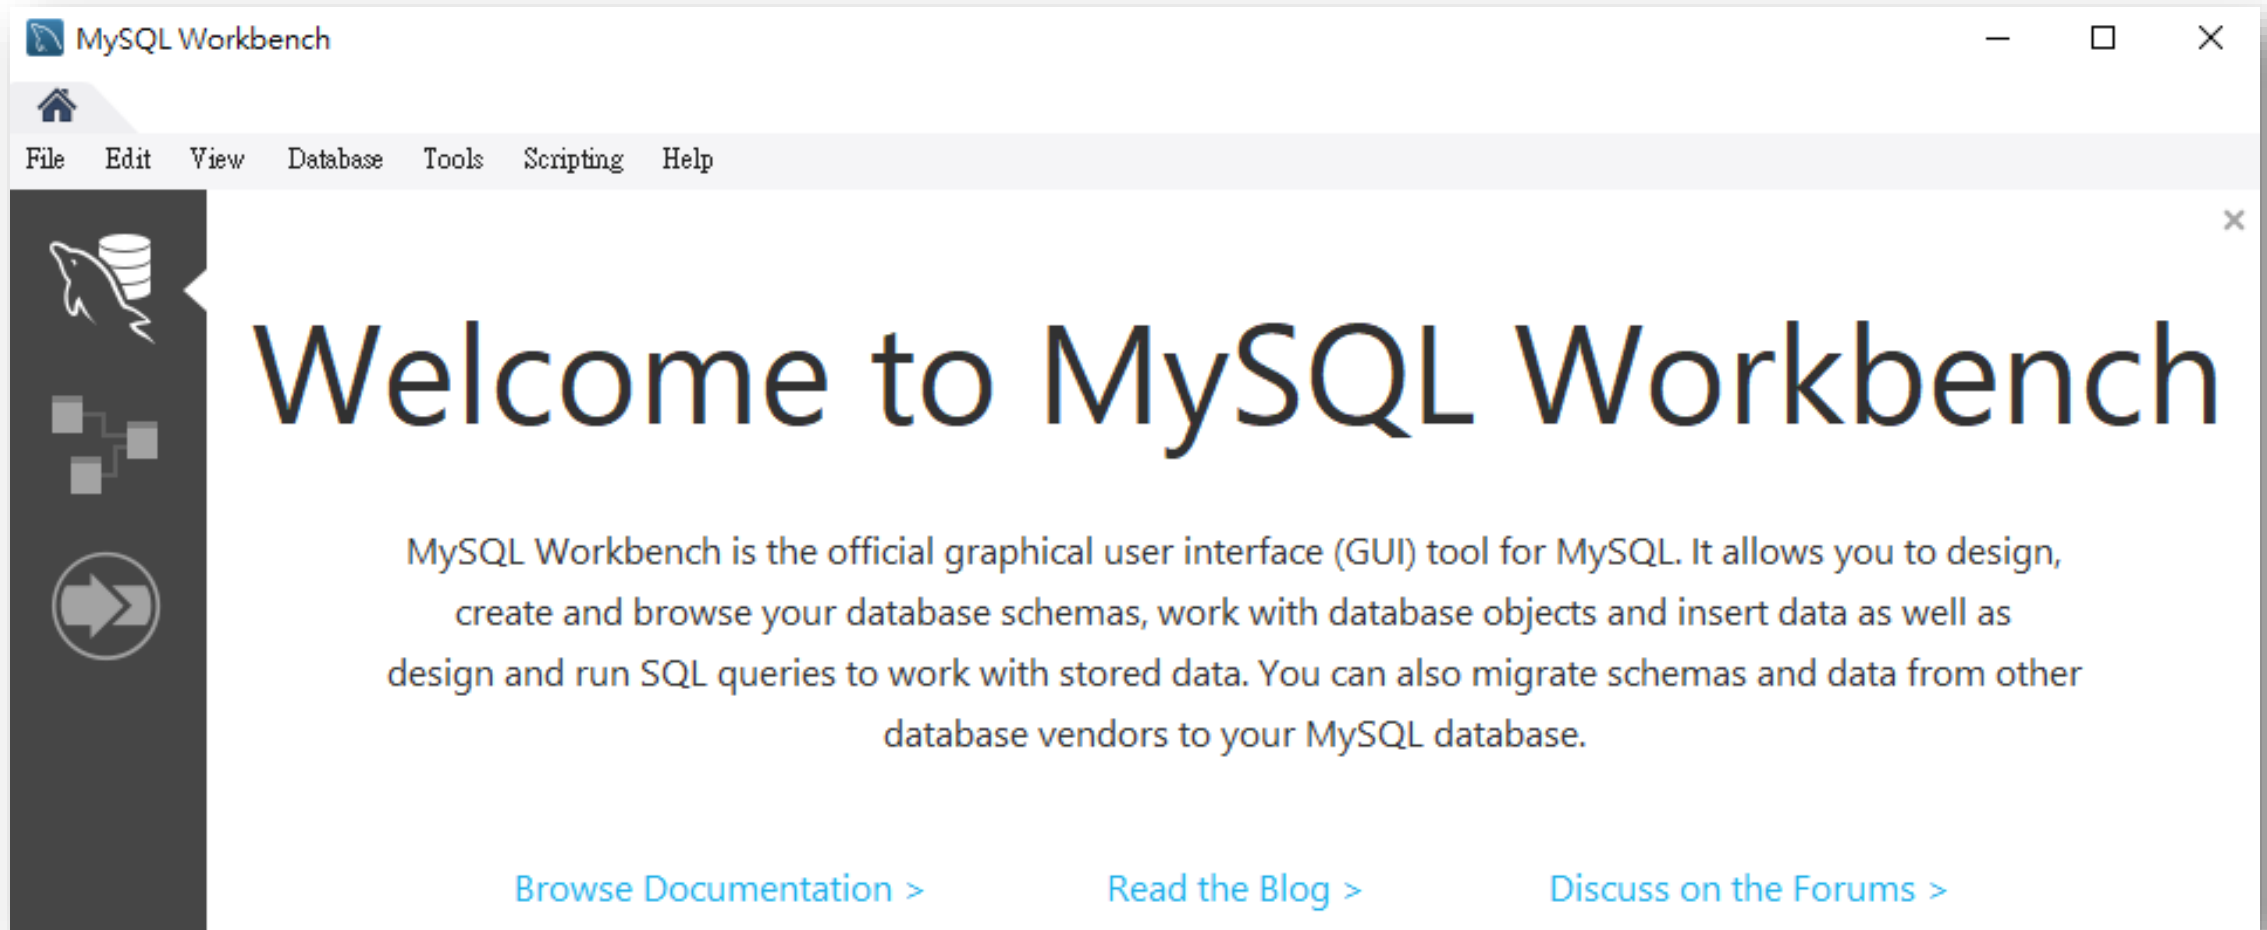 MySQL Workbench
File Edit View Database Tools Scripting Help
Welcome to MySQL Workbench
MySQL Workbench is the official graphical user interface (GUI) tool for MySQL. It allows you to design,
create and browse your database schemas, work with database objects and insert data as well as
design and run SQL queries to work with stored data. You can also migrate schemas and data from other
database vendors to your MySQL database.
Browse Documentation > Read the Blog > Discuss on the Forums >